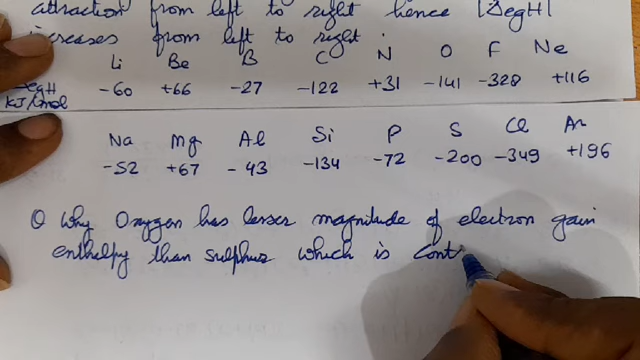 attraction from left to right hence |ΔegH|
increases from left to right.
Li Be B C N O F Ne
ΔegH -60 +66 -27 -122 +31 -141 -328 +116
KJ/mol
Na Mg Al Si P S Cl Ar
-52 +67 -43 -134 -72 -200 -349 +196
Q Why Oxygen has lesser magnitude of electron gain
enthalpy than sulphur which is cont